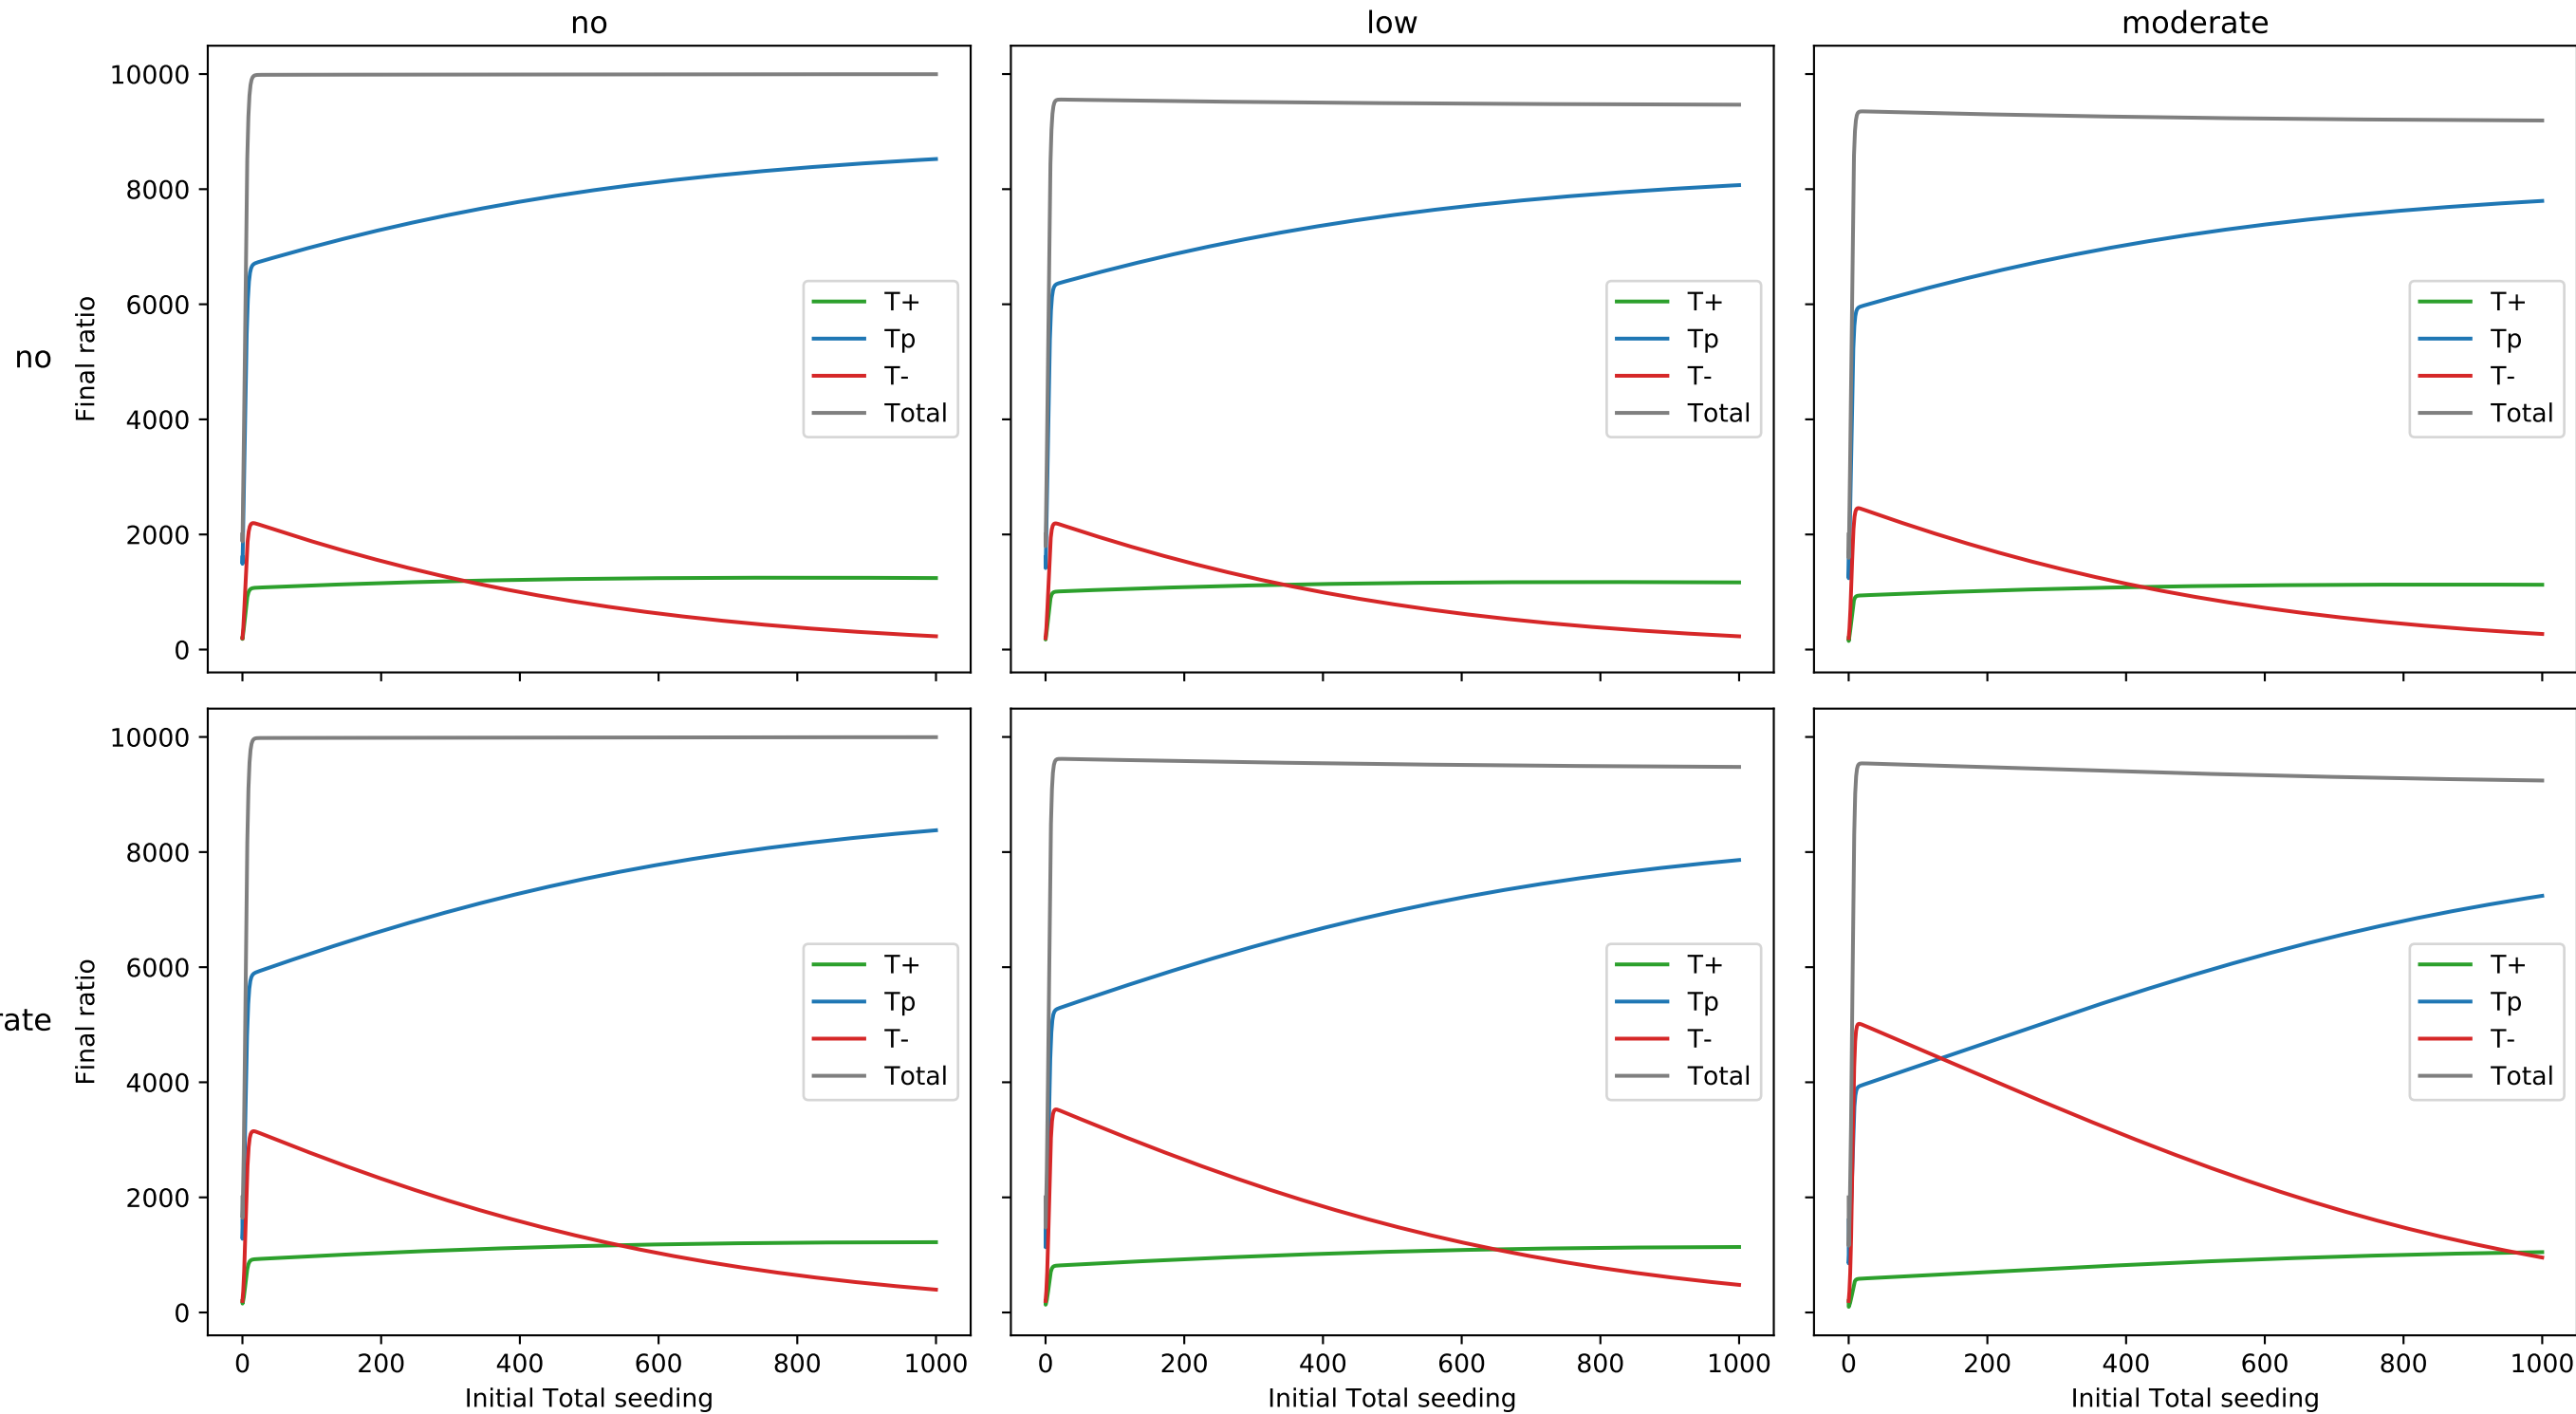 no
low
moderate
10000
8000
6000
4000
2000
0
Final ratio
no
T+
Tp
T-
Total
T+
Tp
T-
Total
T+
Tp
T-
Total
10000
8000
6000
4000
2000
0
Final ratio
rate
T+
Tp
T-
Total
T+
Tp
T-
Total
T+
Tp
T-
Total
0 200 400 600 800 1000
0 200 400 600 800 1000
0 200 400 600 800 1000
Initial Total seeding
Initial Total seeding
Initial Total seeding